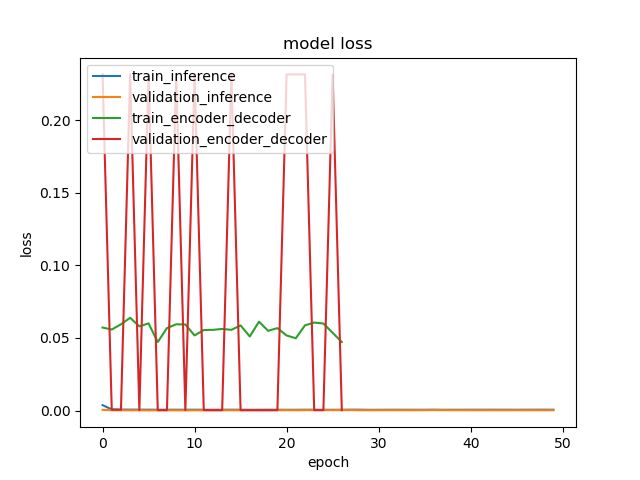 model loss
train_inference
validation_inference
train_encoder_decoder
validation_encoder_decoder
loss
0.20
0.15
0.10
0.05
0.00
0
10
20
30
40
50
epoch